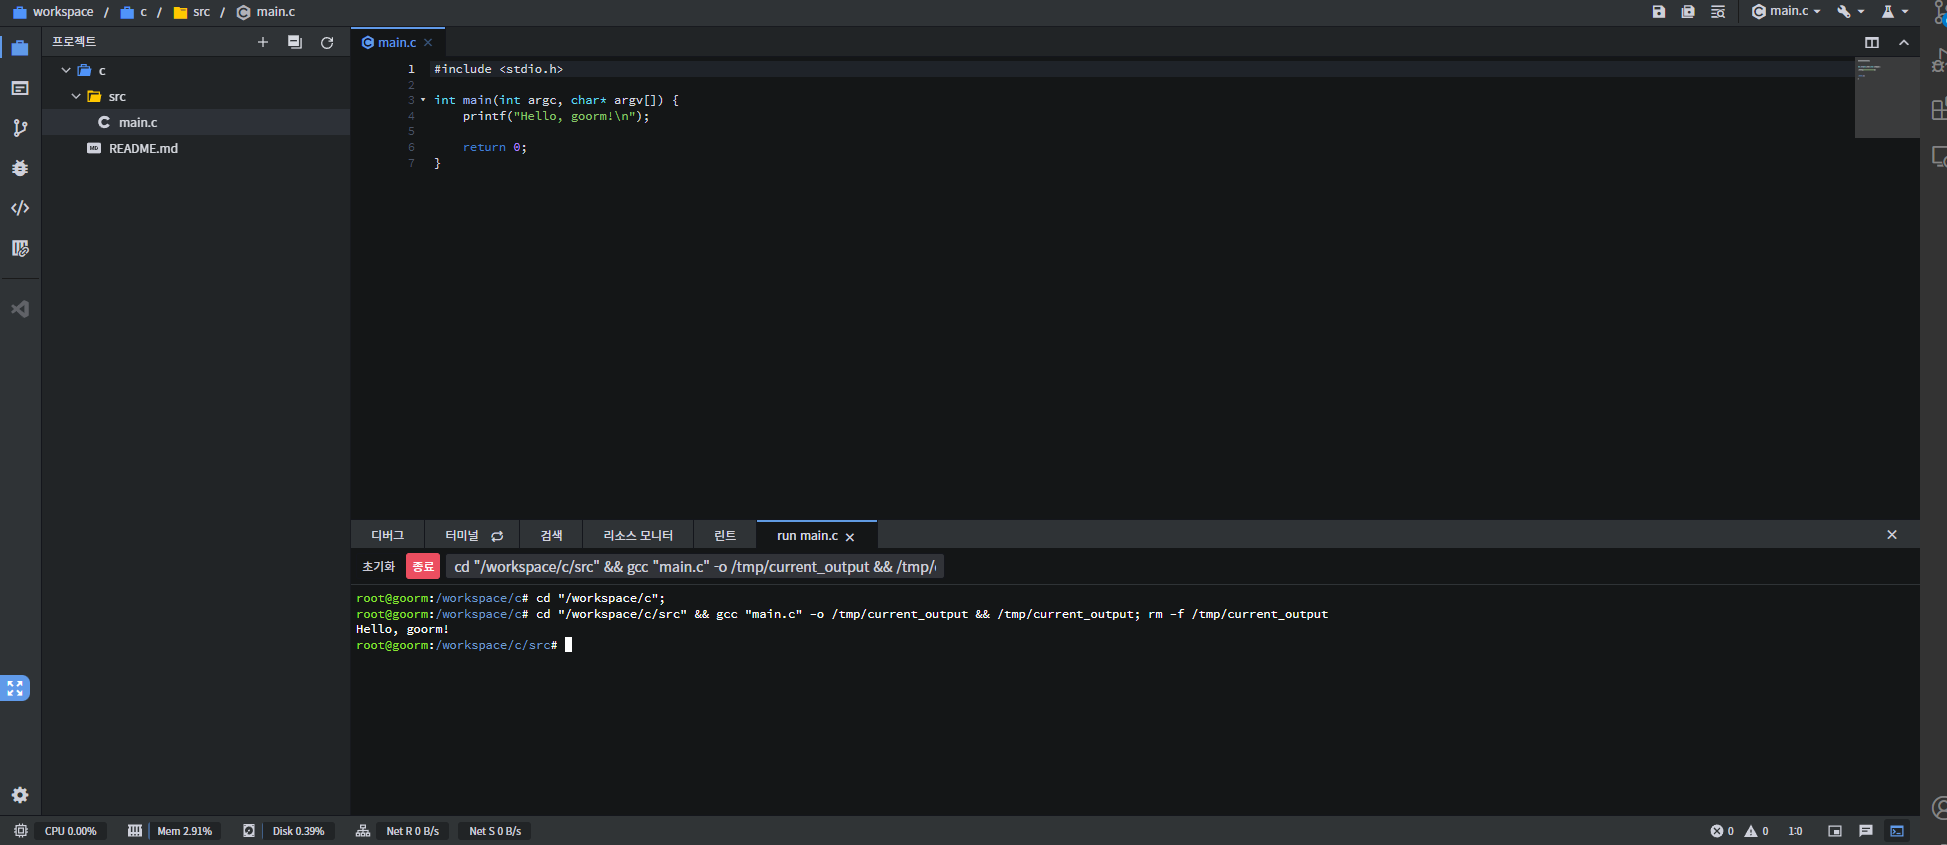 workspace / c / src / main.c
main.c
프로젝트
main.c
c
src
main.c
README.md
1 #include <stdio.h>
2
3 int main(int argc, char* argv[]) {
4 printf("Hello, goorm!\n");
5
6 return 0;
7 }
디버그 터미널 검색 리소스 모니터 린트 run main.c
초기화 종료 cd "/workspace/c/src" && gcc "main.c" -o /tmp/current_output && /tmp/
root@goorm:/workspace/c# cd "/workspace/c";
root@goorm:/workspace/c# cd "/workspace/c/src" && gcc "main.c" -o /tmp/current_output && /tmp/current_output; rm -f /tmp/current_output
Hello, goorm!
root@goorm:/workspace/c/src#
CPU 0.00% Mem 2.91% Disk 0.39% Net R 0 B/s Net S 0 B/s
0 0 1:0